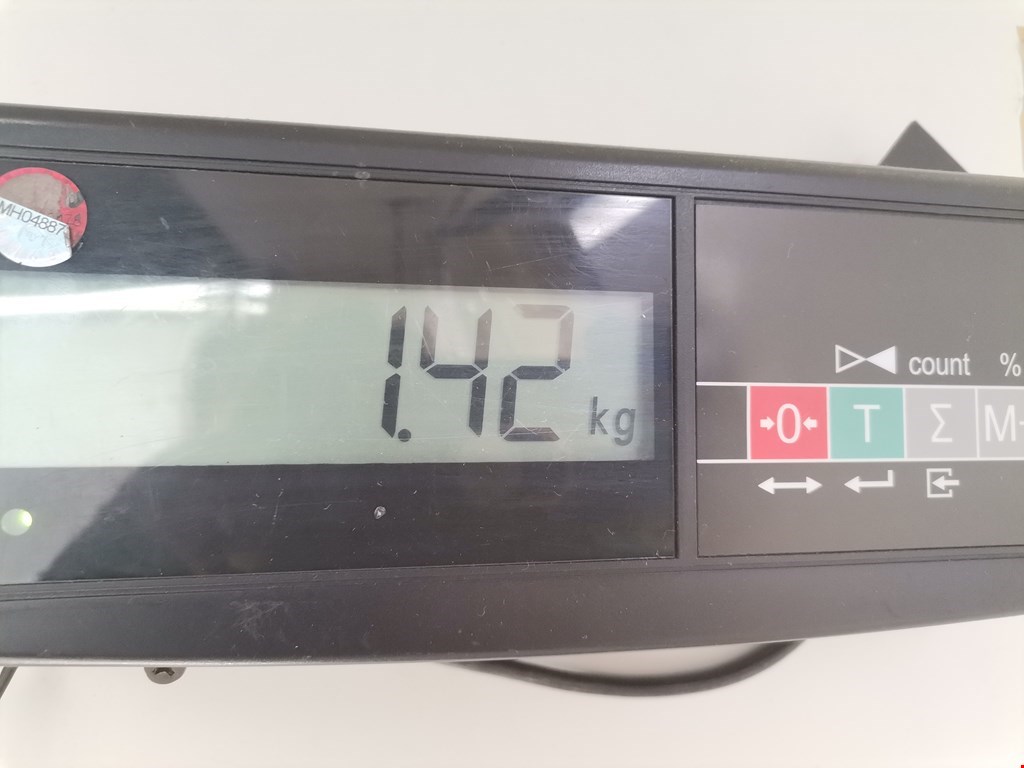 MH04887
1.42 kg
count %
→0← T Σ M+